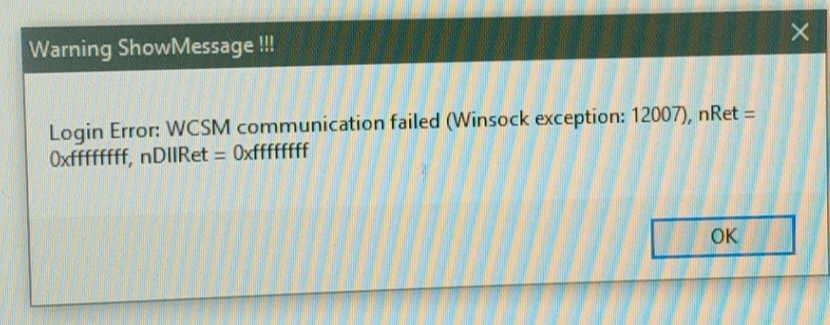 Warning ShowMessage !!!
Login Error: WCSM communication failed (Winsock exception: 12007), nRet =
0xffffffff, nDllRet = 0xffffffff
OK